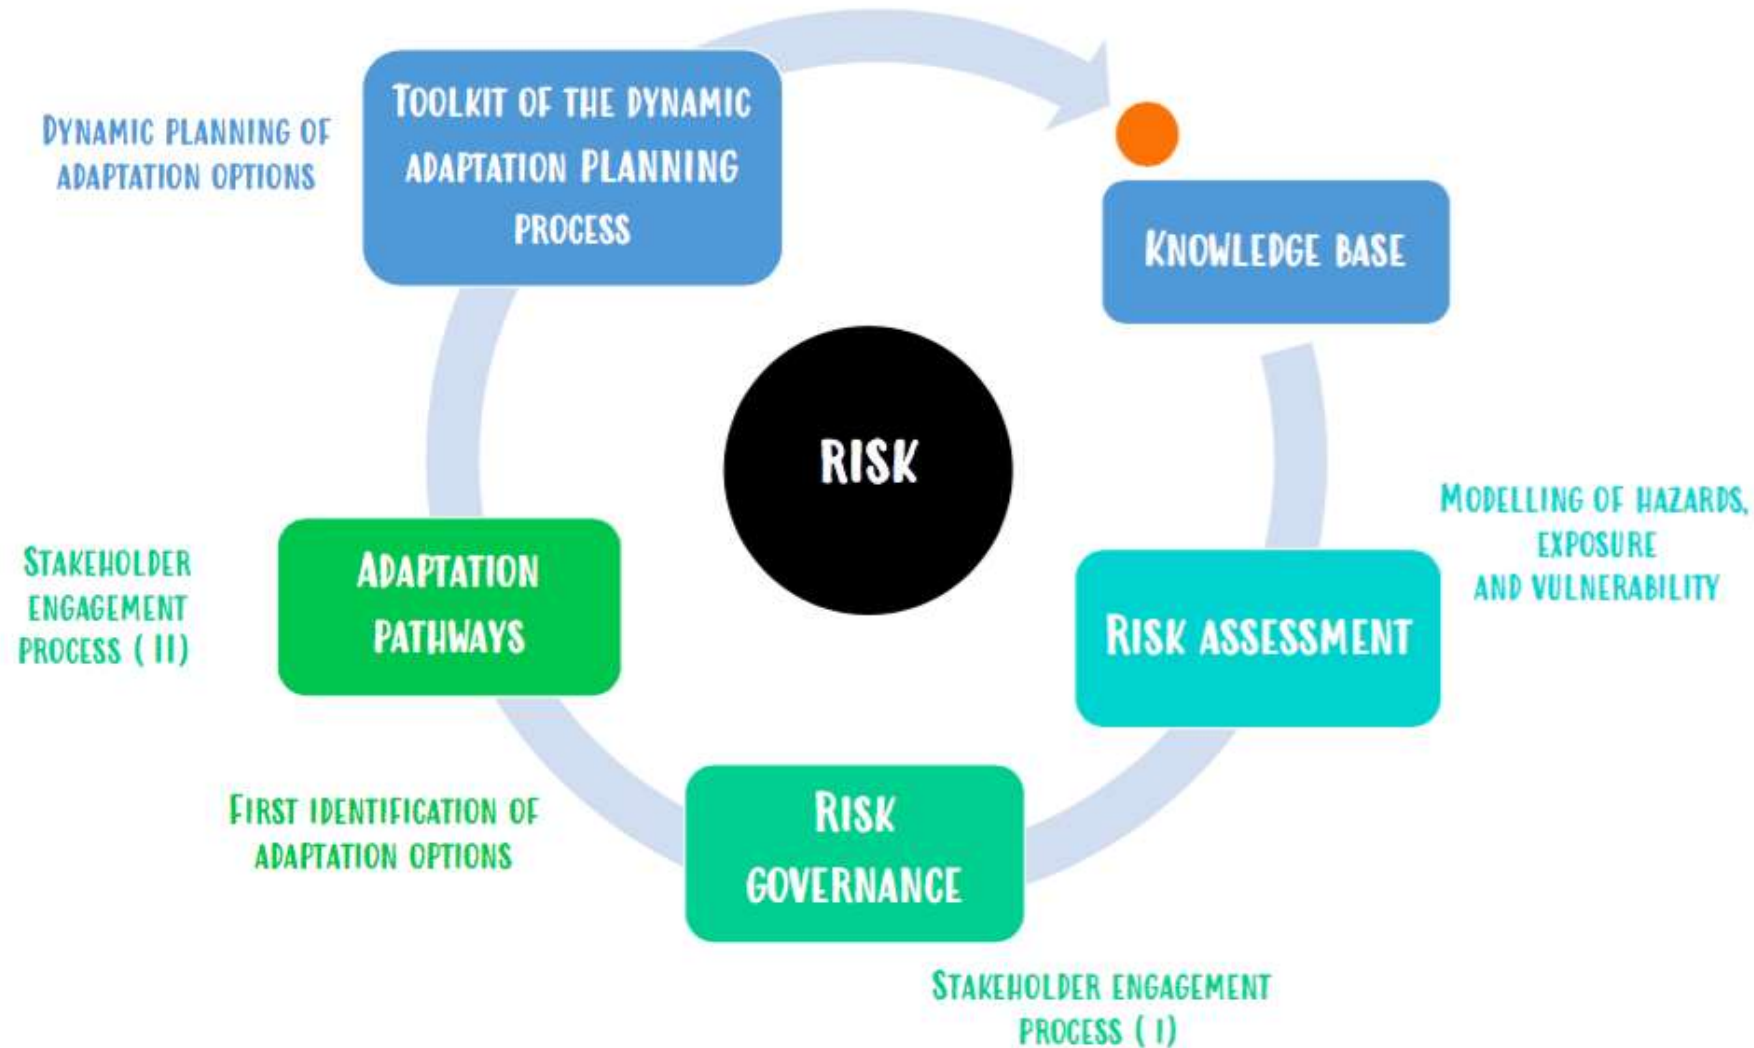 TOOLKIT OF THE DYNAMIC
ADAPTATION PLANNING
PROCESS
DYNAMIC PLANNING OF
ADAPTATION OPTIONS
KNOWLEDGE BASE
RISK
MODELLING OF HAZARDS,
EXPOSURE
AND VULNERABILITY
RISK ASSESSMENT
STAKEHOLDER
ENGAGEMENT
PROCESS ( II)
ADAPTATION
PATHWAYS
FIRST IDENTIFICATION OF
ADAPTATION OPTIONS
RISK
GOVERNANCE
STAKEHOLDER ENGAGEMENT
PROCESS ( I)